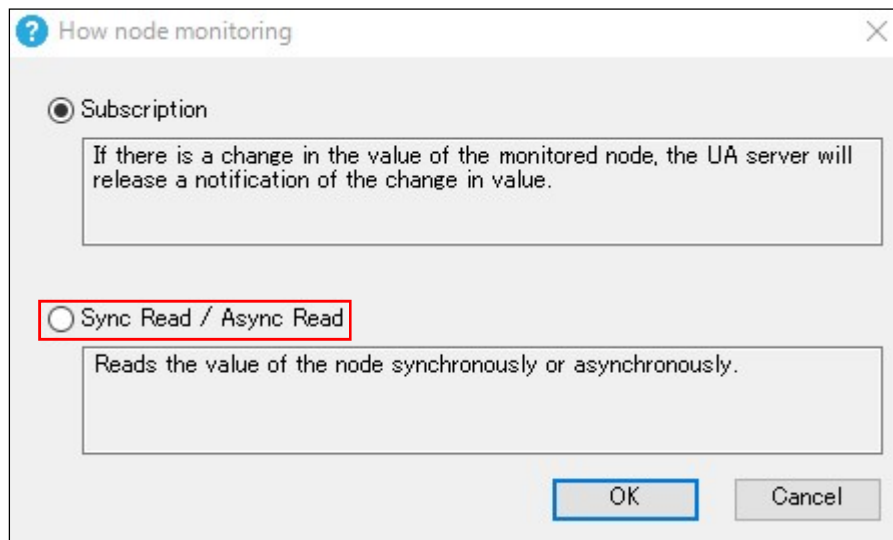 How node monitoring
Subscription
If there is a change in the value of the monitored node, the UA server will
release a notification of the change in value.
Sync Read / Async Read
Reads the value of the node synchronously or asynchronously.
OK Cancel